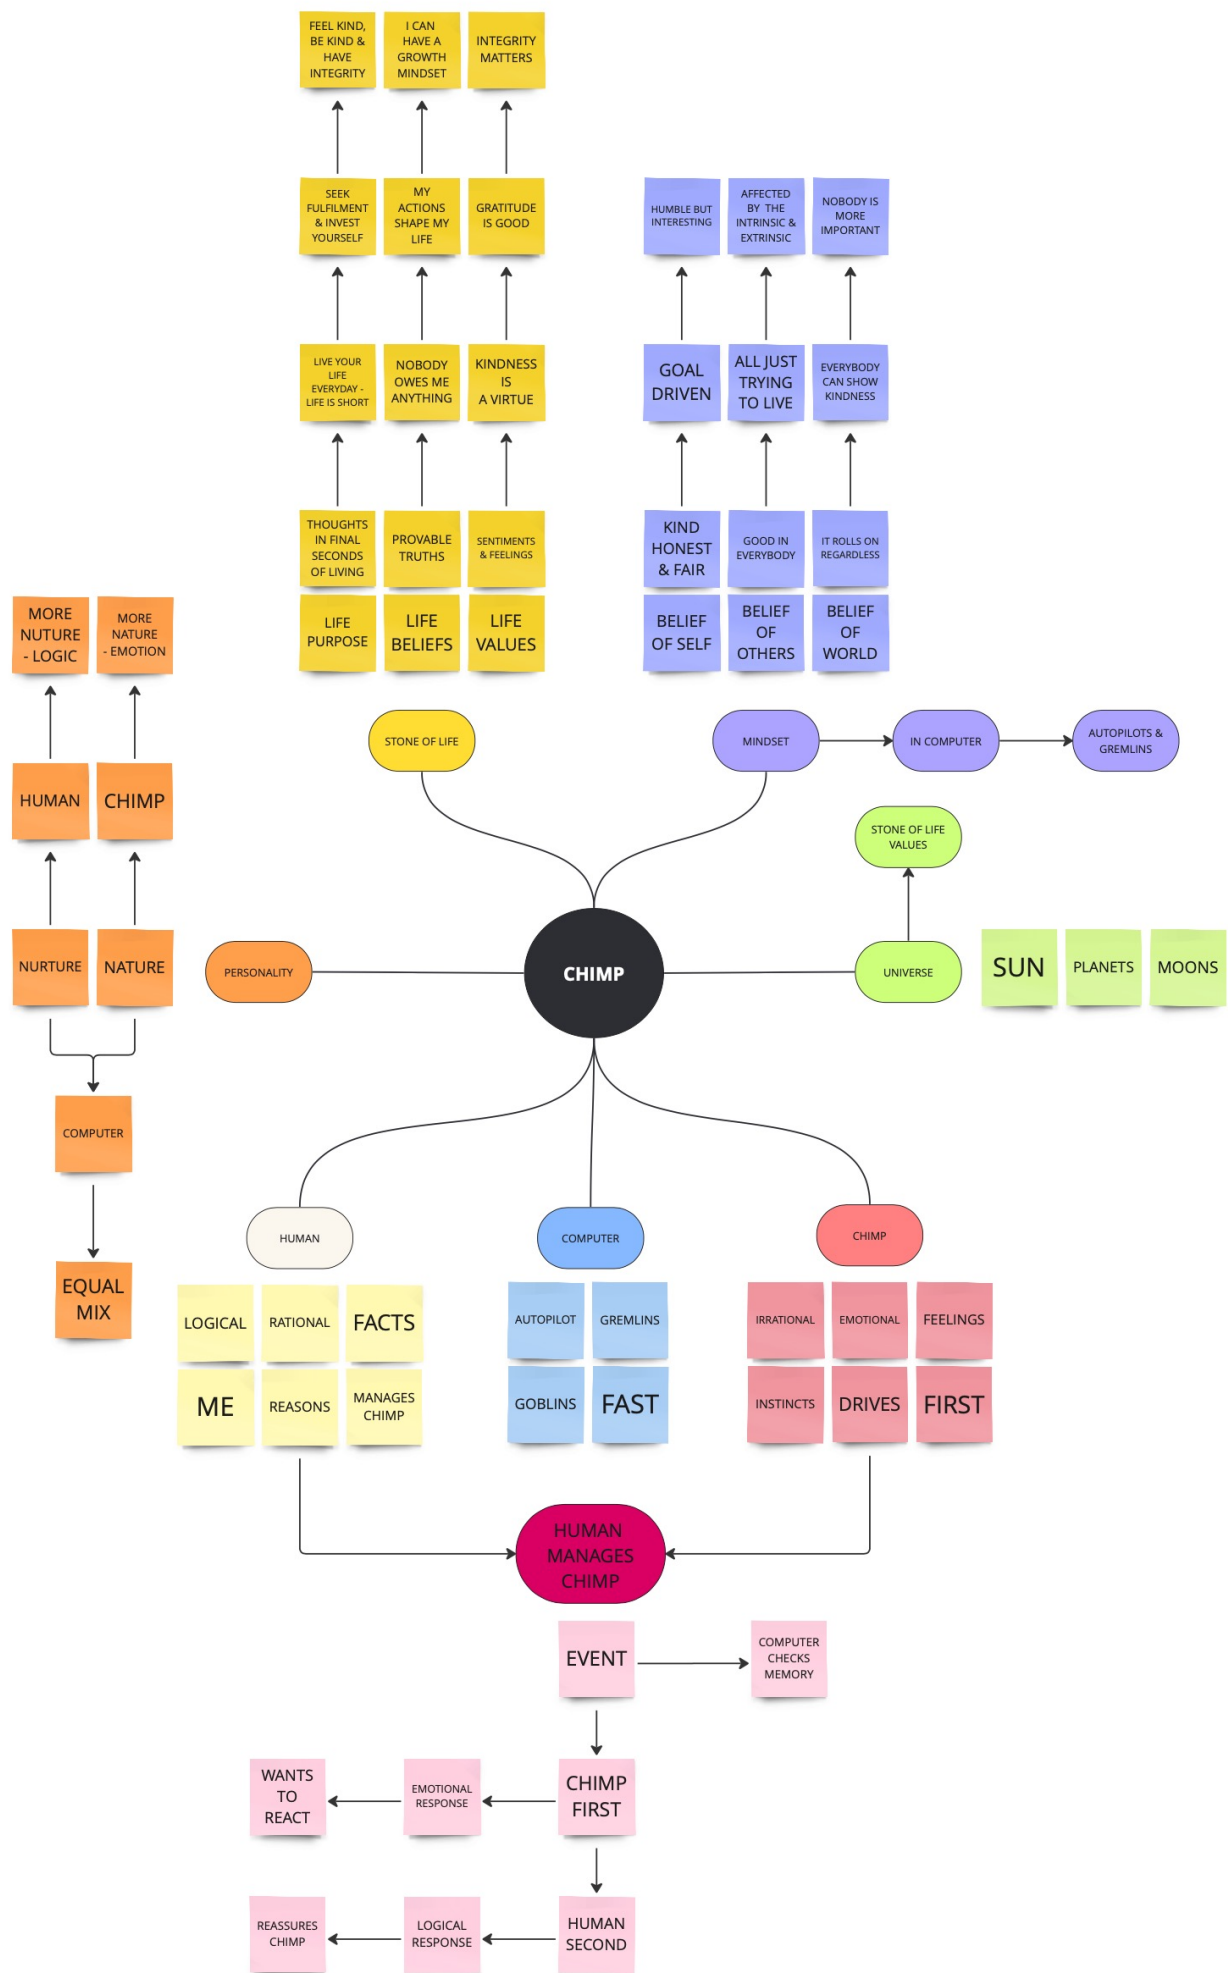 FEEL KIND,
BE KIND &
HAVE
INTEGRITY
I CAN
HAVE A
GROWTH
MINDSET
INTEGRITY
MATTERS
SEEK
FULFILMENT
& INVEST
YOURSELF
MY
ACTIONS
SHAPE MY
LIFE
GRATITUDE
IS GOOD
HUMBLE BUT
INTERESTING
AFFECTED
BY THE
INTRINSIC &
EXTRINSIC
NOBODY IS
MORE
IMPORTANT
LIVE YOUR
LIFE
EVERYDAY -
LIFE IS SHORT
NOBODY
OWES ME
ANYTHING
KINDNESS
IS
A VIRTUE
GOAL
DRIVEN
ALL JUST
TRYING
TO LIVE
EVERYBODY
CAN SHOW
KINDNESS
THOUGHTS
IN FINAL
SECONDS
OF LIVING
PROVABLE
TRUTHS
SENTIMENTS
& FEELINGS
KIND
HONEST
& FAIR
GOOD IN
EVERYBODY
IT ROLLS ON
REGARDLESS
LIFE
PURPOSE
LIFE
BELIEFS
LIFE
VALUES
BELIEF
OF SELF
BELIEF
OF
OTHERS
BELIEF
OF
WORLD
MORE
NUTURE
- LOGIC
MORE
NATURE
- EMOTION
STONE OF LIFE
MINDSET
IN COMPUTER
AUTOPILOTS &
GREMLINS
HUMAN
CHIMP
STONE OF LIFE
VALUES
NURTURE
NATURE
PERSONALITY
CHIMP
UNIVERSE
SUN
PLANETS
MOONS
COMPUTER
EQUAL
MIX
HUMAN
COMPUTER
CHIMP
LOGICAL
RATIONAL
FACTS
AUTOPILOT
GREMLINS
IRRATIONAL
EMOTIONAL
FEELINGS
ME
REASONS
MANAGES
CHIMP
GOBLINS
FAST
INSTINCTS
DRIVES
FIRST
HUMAN
MANAGES
CHIMP
EVENT
COMPUTER
CHECKS
MEMORY
WANTS
TO
REACT
EMOTIONAL
RESPONSE
CHIMP
FIRST
REASSURES
CHIMP
LOGICAL
RESPONSE
HUMAN
SECOND